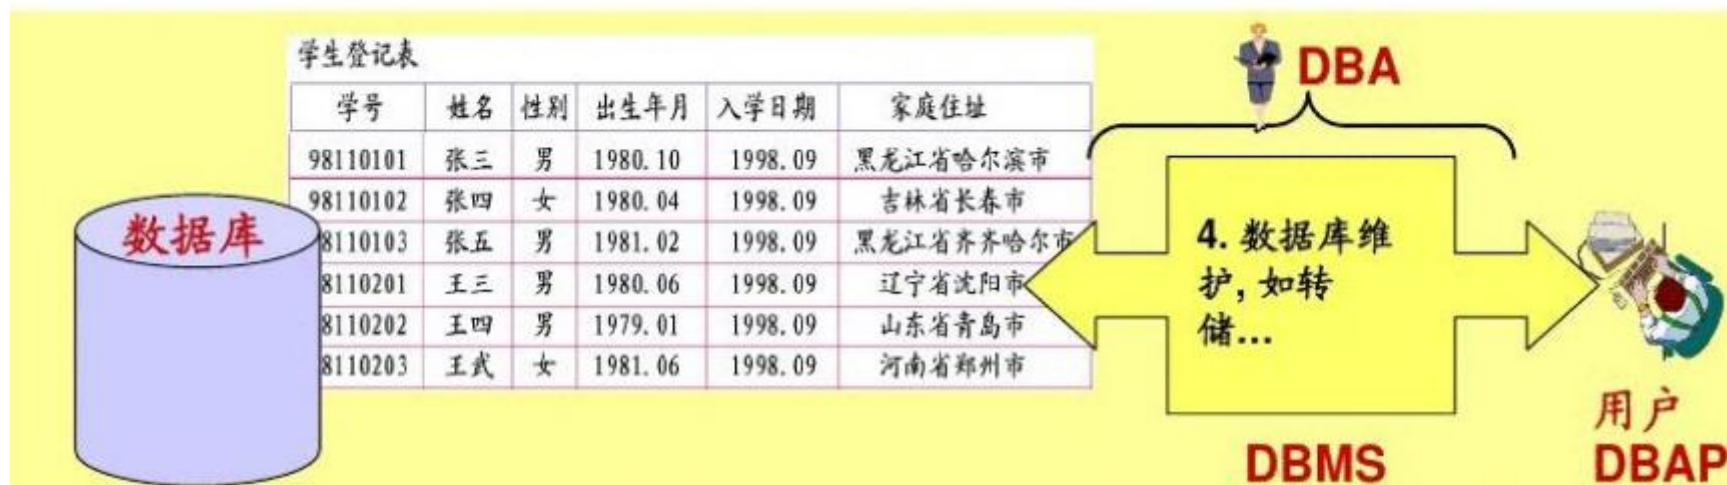 学生登记表
学号 姓名 性别 出生年月 入学日期 家庭住址
98110101 张三 男 1980.10 1998.09 黑龙江省哈尔滨市
98110102 张四 女 1980.04 1998.09 吉林省长春市
8110103 张五 男 1981.02 1998.09 黑龙江省齐齐哈尔市
8110201 王三 男 1980.06 1998.09 辽宁省沈阳市
8110202 王四 男 1979.01 1998.09 山东省青岛市
8110203 王武 女 1981.06 1998.09 河南省郑州市
数据库
DBA
4. 数据库维
护, 如转
储...
DBMS
用户
DBAP